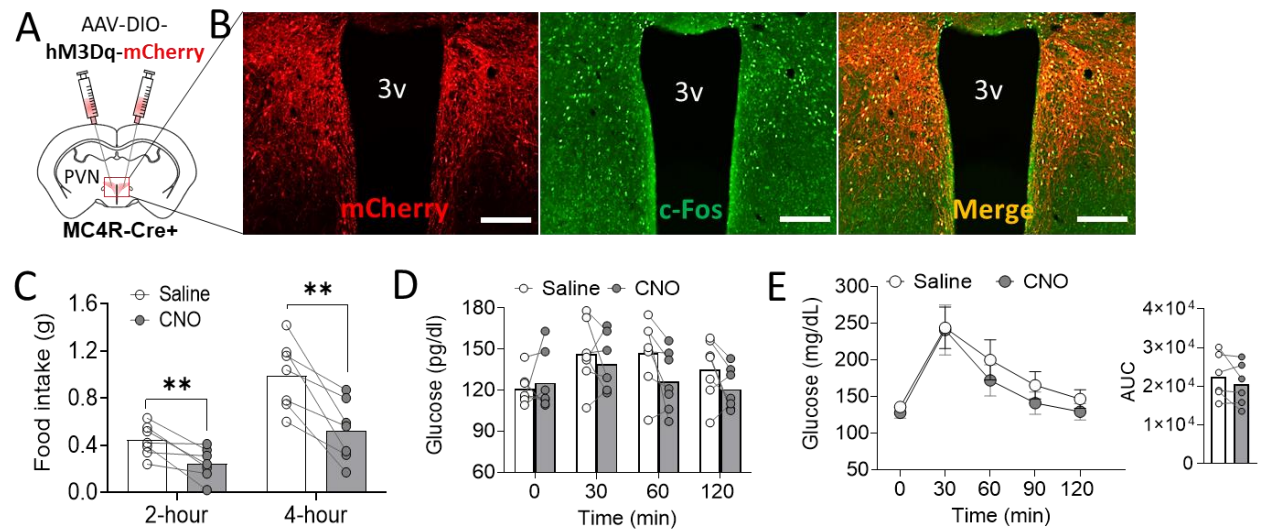 A
AAV-DIO-
hM3Dq-mCherry
PVN
MC4R-Cre+
B
3v
mCherry
3v
c-Fos
3v
Merge
C
Saline
CNO
Food intake (g)
1.6
1.2
0.8
0.4
0.0
**
**
2-hour
4-hour
D
Saline
CNO
Glucose (pg/dl)
180
150
120
90
60
0
30
60
120
Time (min)
E
Saline
CNO
Glucose (mg/dL)
300
250
200
150
100
50
0
30
60
90
120
Time (min)
AUC
4×10⁴
3×10⁴
2×10⁴
1×10⁴
0